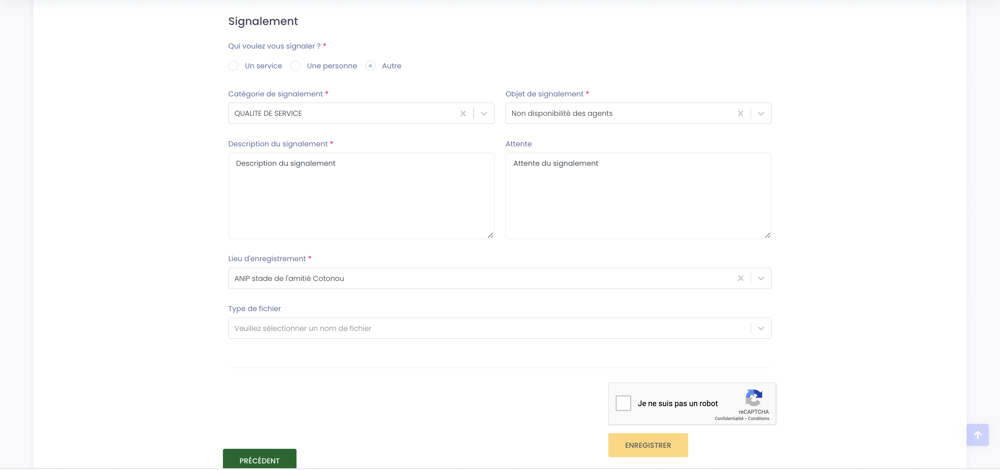 Signalement
Qui voulez vous signaler ? *
Un service Une personne Autre
Catégorie de signalement *
QUALITE DE SERVICE
Objet de signalement *
Non disponibilité des agents
Description du signalement *
Description du signalement
Attente
Attente du signalement
Lieu d'enregistrement *
ANIP stade de l'amitié Cotonou
Type de fichier
Veuillez sélectionner un nom de fichier
Je ne suis pas un robot
reCAPTCHA
Confidentialité - Conditions
ENREGISTRER
PRÉCÉDENT